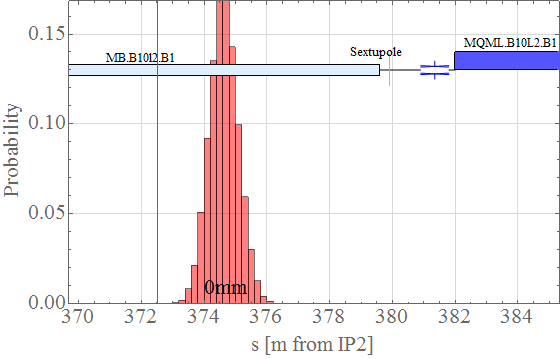 MQML.B10L2.B1
Sextupole
MB.B10l2.B1
0.15
0.10
0.05
0.00
Probability
0mm
370 372 374 376 378 380 382 384
s [m from IP2]